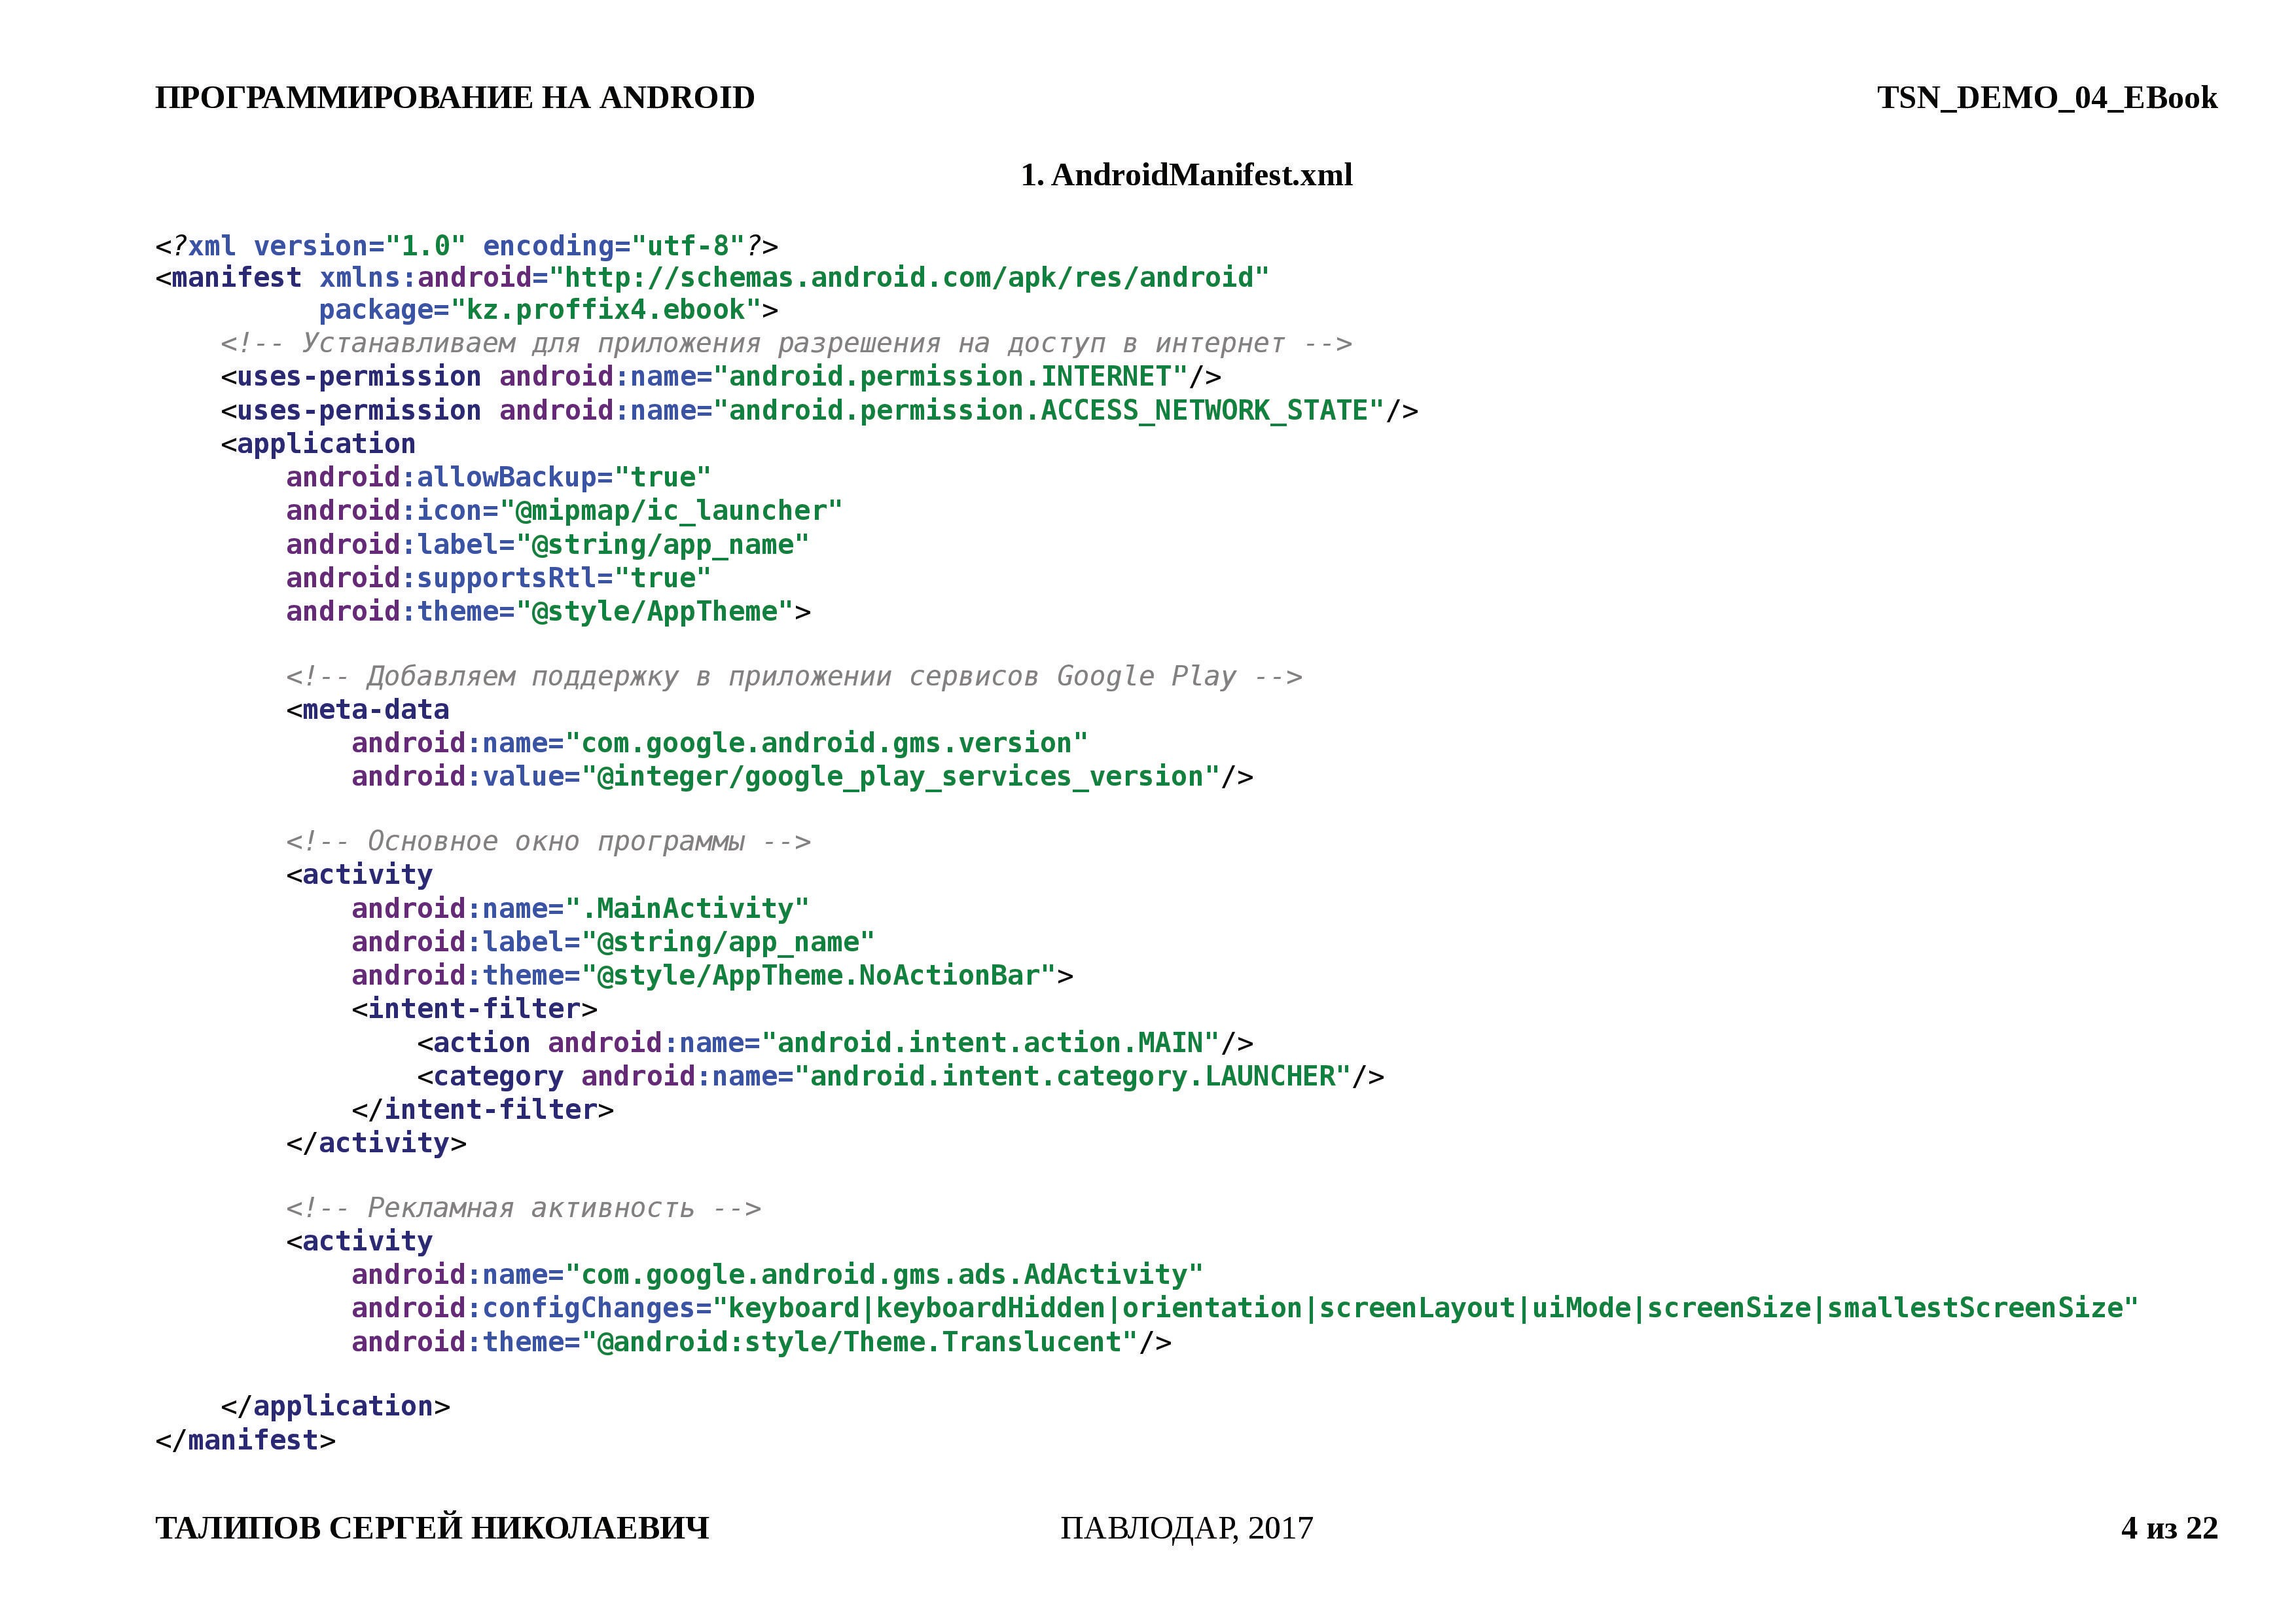 ПРОГРАММИРОВАНИЕ НА ANDROID TSN_DEMO_04_EBook
1. AndroidManifest.xml
<?xml version="1.0" encoding="utf-8"?>
<manifest xmlns:android="http://schemas.android.com/apk/res/android"
          package="kz.proffix4.ebook">
    <!-- Устанавливаем для приложения разрешения на доступ в интернет -->
    <uses-permission android:name="android.permission.INTERNET"/>
    <uses-permission android:name="android.permission.ACCESS_NETWORK_STATE"/>
    <application
        android:allowBackup="true"
        android:icon="@mipmap/ic_launcher"
        android:label="@string/app_name"
        android:supportsRtl="true"
        android:theme="@style/AppTheme">
        <!-- Добавляем поддержку в приложении сервисов Google Play -->
        <meta-data
            android:name="com.google.android.gms.version"
            android:value="@integer/google_play_services_version"/>
        <!-- Основное окно программы -->
        <activity
            android:name=".MainActivity"
            android:label="@string/app_name"
            android:theme="@style/AppTheme.NoActionBar">
            <intent-filter>
                <action android:name="android.intent.action.MAIN"/>
                <category android:name="android.intent.category.LAUNCHER"/>
            </intent-filter>
        </activity>
        <!-- Рекламная активность -->
        <activity
            android:name="com.google.android.gms.ads.AdActivity"
            android:configChanges="keyboard|keyboardHidden|orientation|screenLayout|uiMode|screenSize|smallestScreenSize"
            android:theme="@android:style/Theme.Translucent"/>
    </application>
</manifest>
ТАЛИПОВ СЕРГЕЙ НИКОЛАЕВИЧ ПАВЛОДАР, 2017 4 из 22